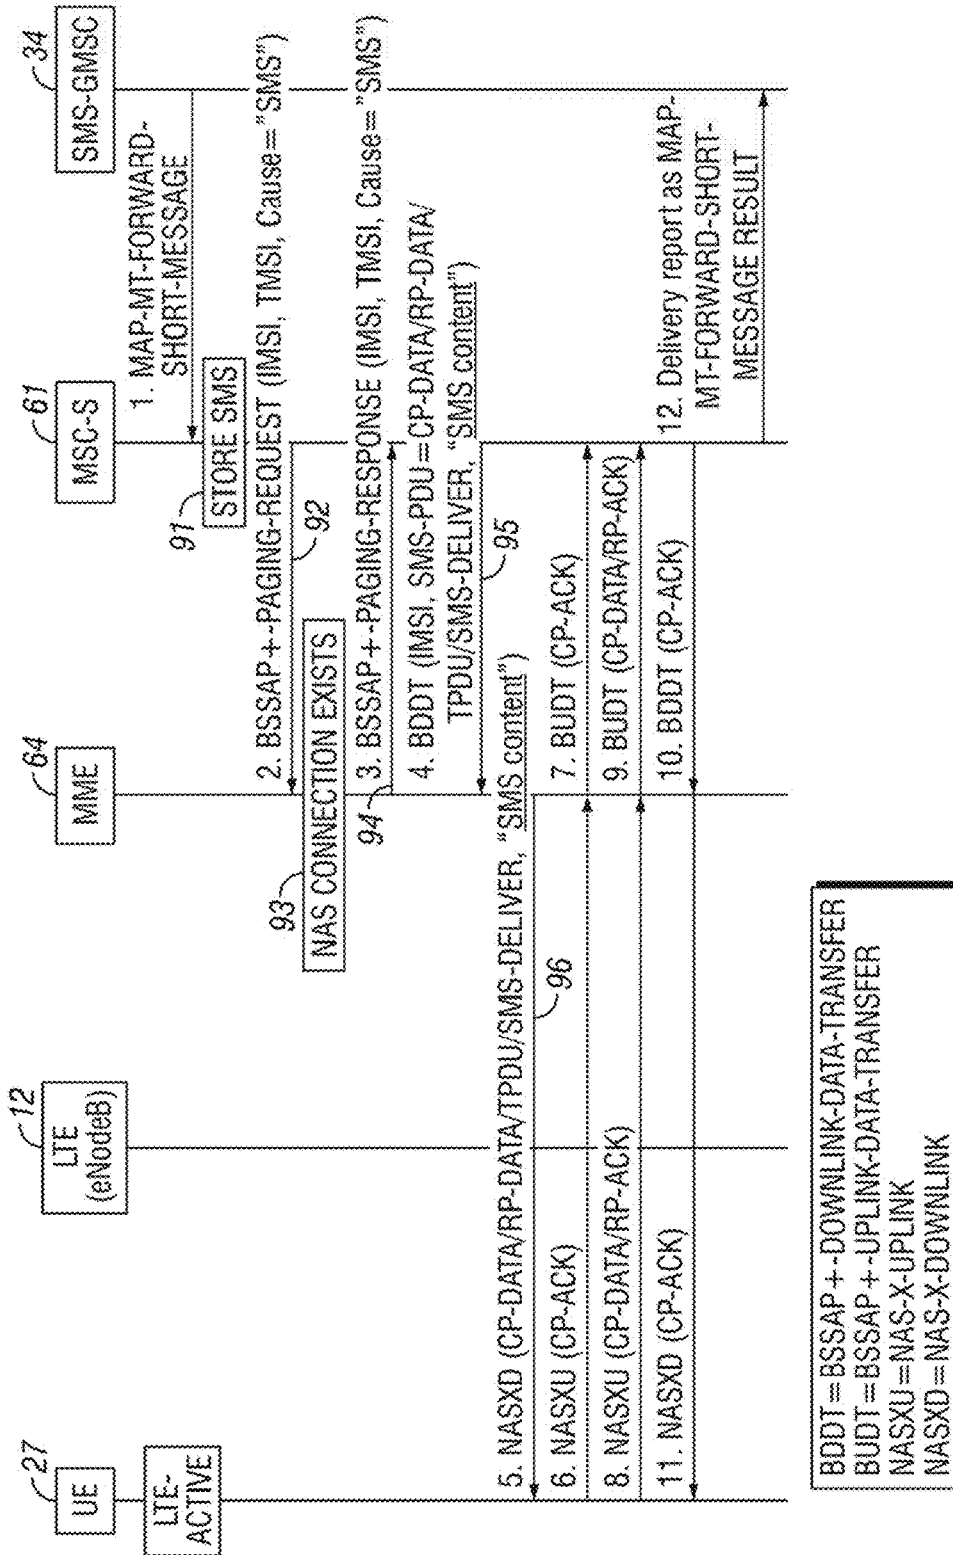 27
UE
LTE-
ACTIVE
12
LTE
(eNodeB)
64
MME
61
MSC-S
34
SMS-GMSC
1. MAP-MT-FORWARD-
SHORT-MESSAGE
91
STORE SMS
2. BSSAP+-PAGING-REQUEST (IMSI, TMSI, Cause="SMS")
92
93
NAS CONNECTION EXISTS
3. BSSAP+-PAGING-RESPONSE (IMSI, TMSI, Cause="SMS")
94
4. BDDT (IMSI, SMS-PDU=CP-DATA/RP-DATA/
TPDU/SMS-DELIVER, "SMS content")
95
5. NASXD (CP-DATA/RP-DATA/TPDU/SMS-DELIVER, "SMS content")
96
6. NASXU (CP-ACK)
7. BUDT (CP-ACK)
8. NASXU (CP-DATA/RP-ACK)
9. BUDT (CP-DATA/RP-ACK)
10. BDDT (CP-ACK)
11. NASXD (CP-ACK)
12. Delivery report as MAP-
MT-FORWARD-SHORT-
MESSAGE RESULT
BDDT=BSSAP+-DOWNLINK-DATA-TRANSFER
BUDT=BSSAP+-UPLINK-DATA-TRANSFER
NASXU=NAS-X-UPLINK
NASXD=NAS-X-DOWNLINK